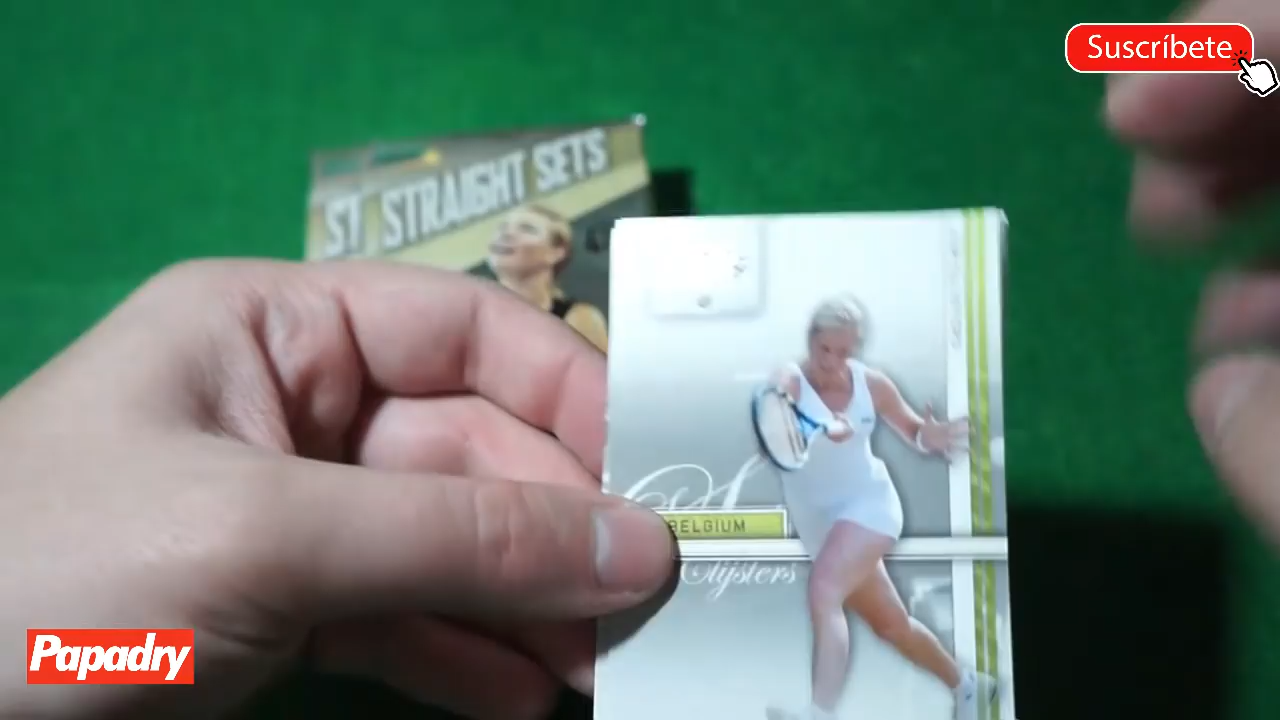 Suscríbete
ST. STRAIGHT SETS
BELGIUM
Clijsters
Papadry